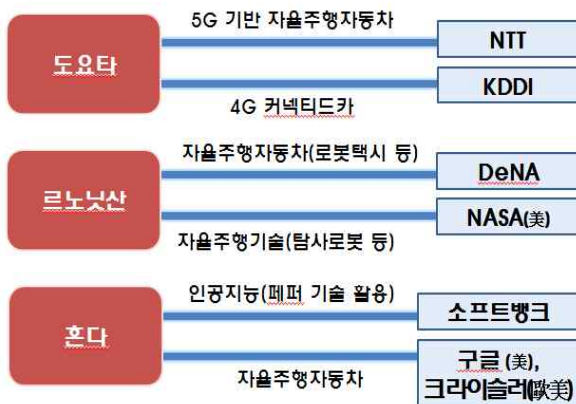 5G 기반 자율주행자동차
도요타
NTT
KDDI
4G 커넥티드카
자율주행자동차(로봇택시 등)
르노닛산
DeNA
NASA(美)
자율주행기술(탐사로봇 등)
인공지능(페퍼 기술 활용)
혼다
소프트뱅크
구글 (美),
크라이슬러(歐美)
자율주행자동차